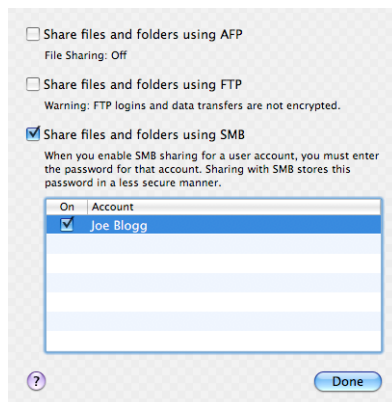 Share files and folders using AFP
File Sharing: Off
Share files and folders using FTP
Warning: FTP logins and data transfers are not encrypted.
Share files and folders using SMB
When you enable SMB sharing for a user account, you must enter
the password for that account. Sharing with SMB stores this
password in a less secure manner.
On Account
Joe Blogg
? Done